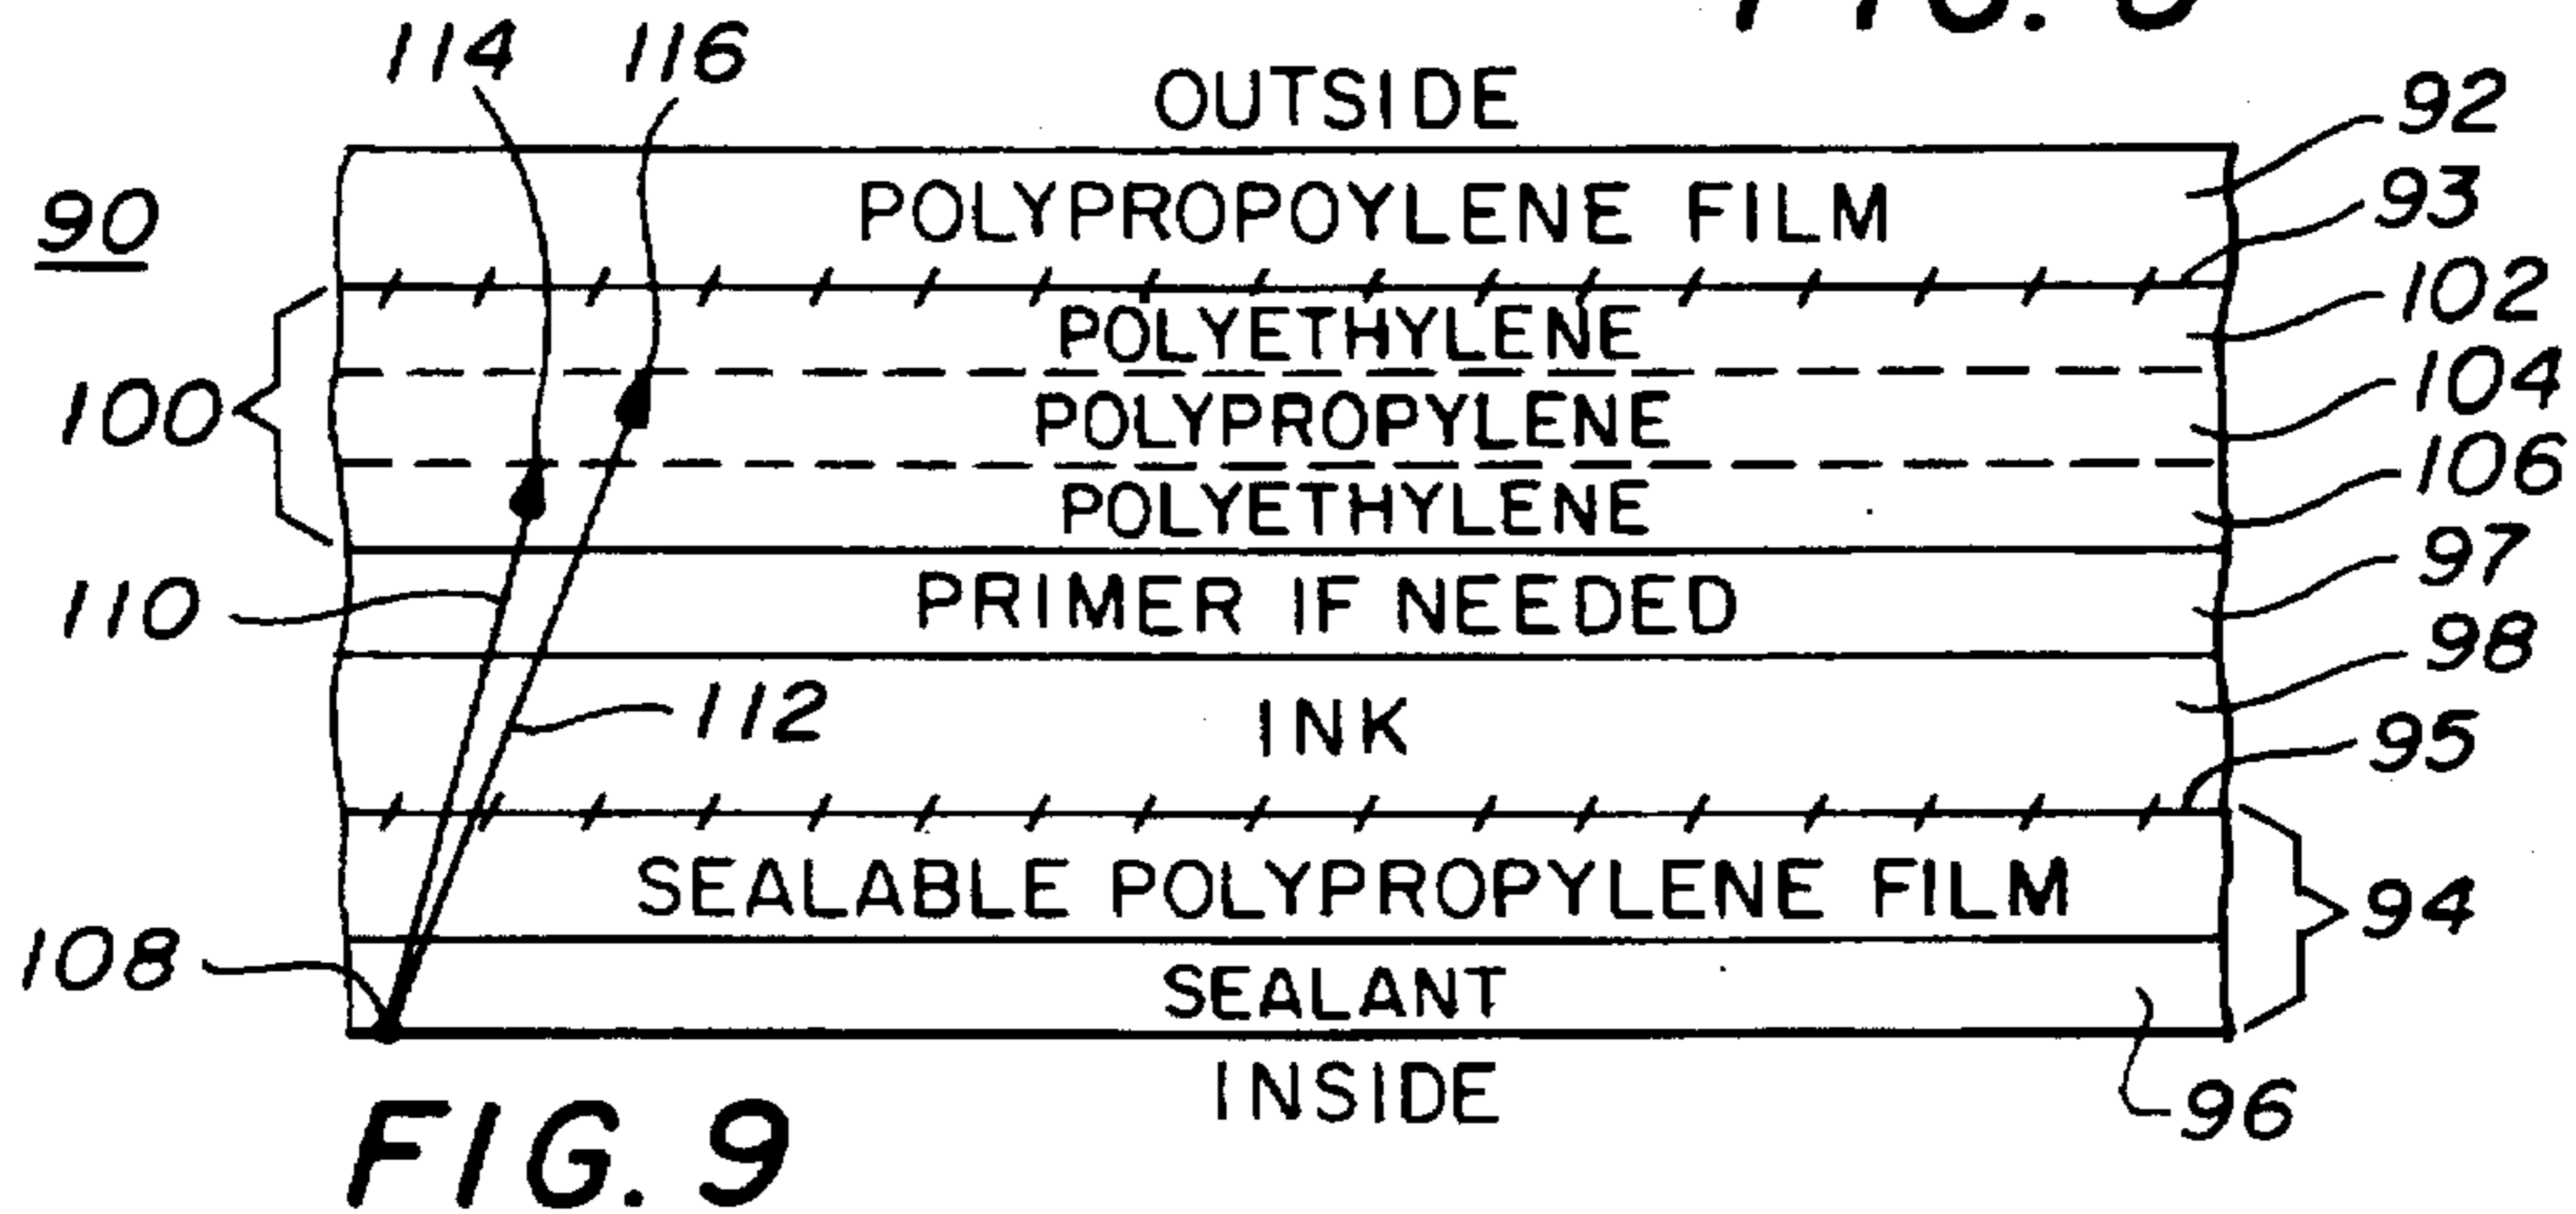 114 116
OUTSIDE
92
POLYPROPOYLENE FILM
93
90
102
POLYETHYLENE
104
100
POLYPROPYLENE
106
POLYETHYLENE
97
110
PRIMER IF NEEDED
98
112
INK
95
SEALABLE POLYPROPYLENE FILM
94
108
SEALANT
INSIDE
96
FIG. 9